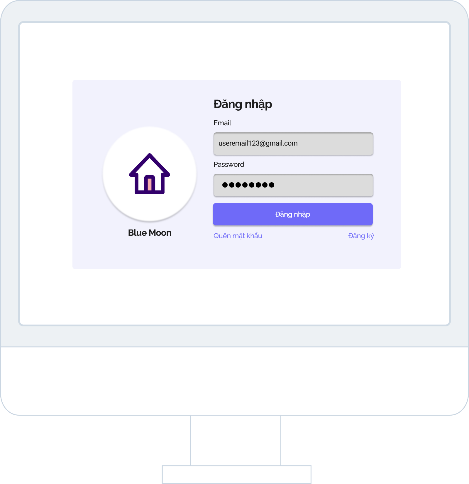 Đăng nhập
Email
useremail123@gmail.com
Password
Đăng nhập
Quên mật khẩu
Đăng ký
Blue Moon